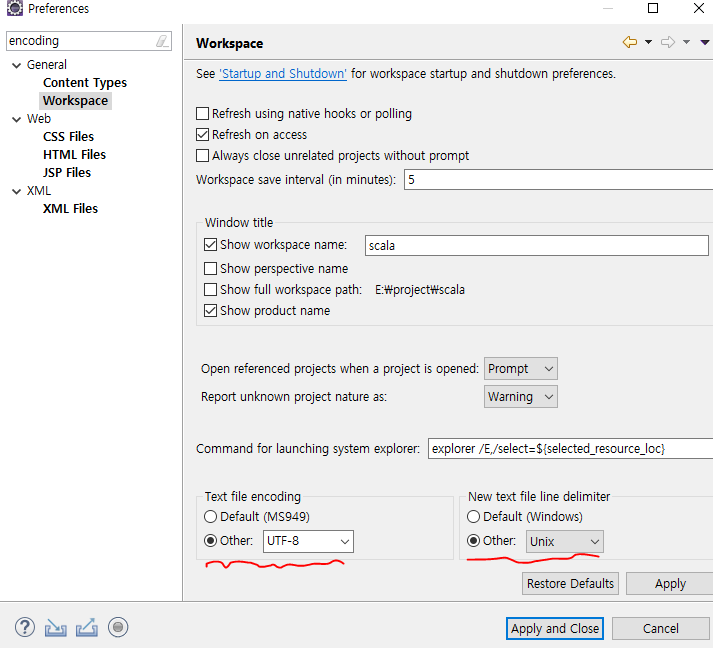 Preferences
encoding
General
Content Types
Workspace
Web
CSS Files
HTML Files
JSP Files
XML
XML Files
Workspace
See 'Startup and Shutdown' for workspace startup and shutdown preferences.
Refresh using native hooks or polling
Refresh on access
Always close unrelated projects without prompt
Workspace save interval (in minutes): 5
Window title
Show workspace name: scala
Show perspective name
Show full workspace path: E:₩project₩scala
Show product name
Open referenced projects when a project is opened: Prompt
Report unknown project nature as: Warning
Command for launching system explorer: explorer /E,/select=${selected_resource_loc}
Text file encoding
Default (MS949)
Other: UTF-8
New text file line delimiter
Default (Windows)
Other: Unix
Restore Defaults Apply
? Apply and Close Cancel